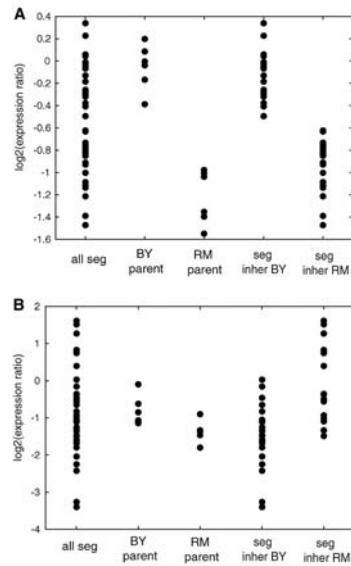 A
0.4
0.2
0
-0.2
-0.4
-0.6
-0.8
-1
-1.2
-1.4
-1.6
log2(expression ratio)
all seg
BY parent
RM parent
seg inher BY
seg inher RM
B
2
1
0
-1
-2
-3
-4
log2(expression ratio)
all seg
BY parent
RM parent
seg inher BY
seg inher RM